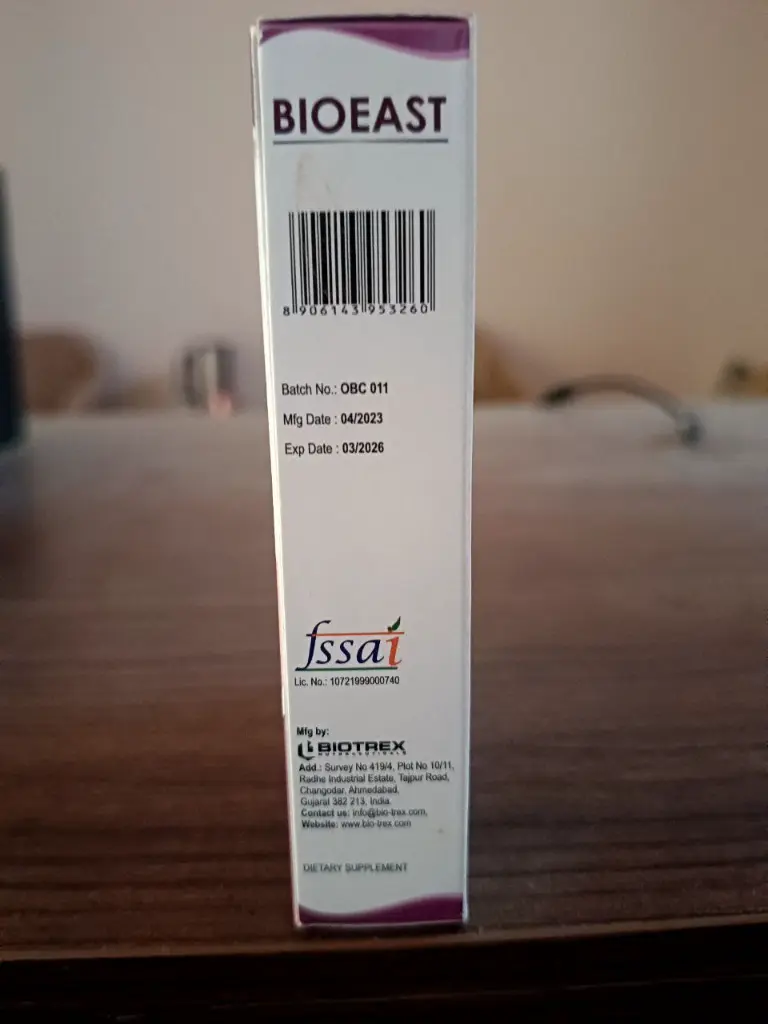 BIOEAST
8 906143 953260
Batch No.: OBC 011
Mfg Date : 04/2023
Exp Date : 03/2026
fssai
Lic. No.: 10721999000740
Mfg by:
BIOTREX
NUTRACEUTICALS
Add.: Survey No 419/4, Plot No 10/11,
Radhe Industrial Estate, Tajpur Road,
Changodar, Ahmedabad,
Gujarat 382 213, India.
Contact us: info@bio-trex.com,
Website: www.bio-trex.com
DIETARY SUPPLEMENT